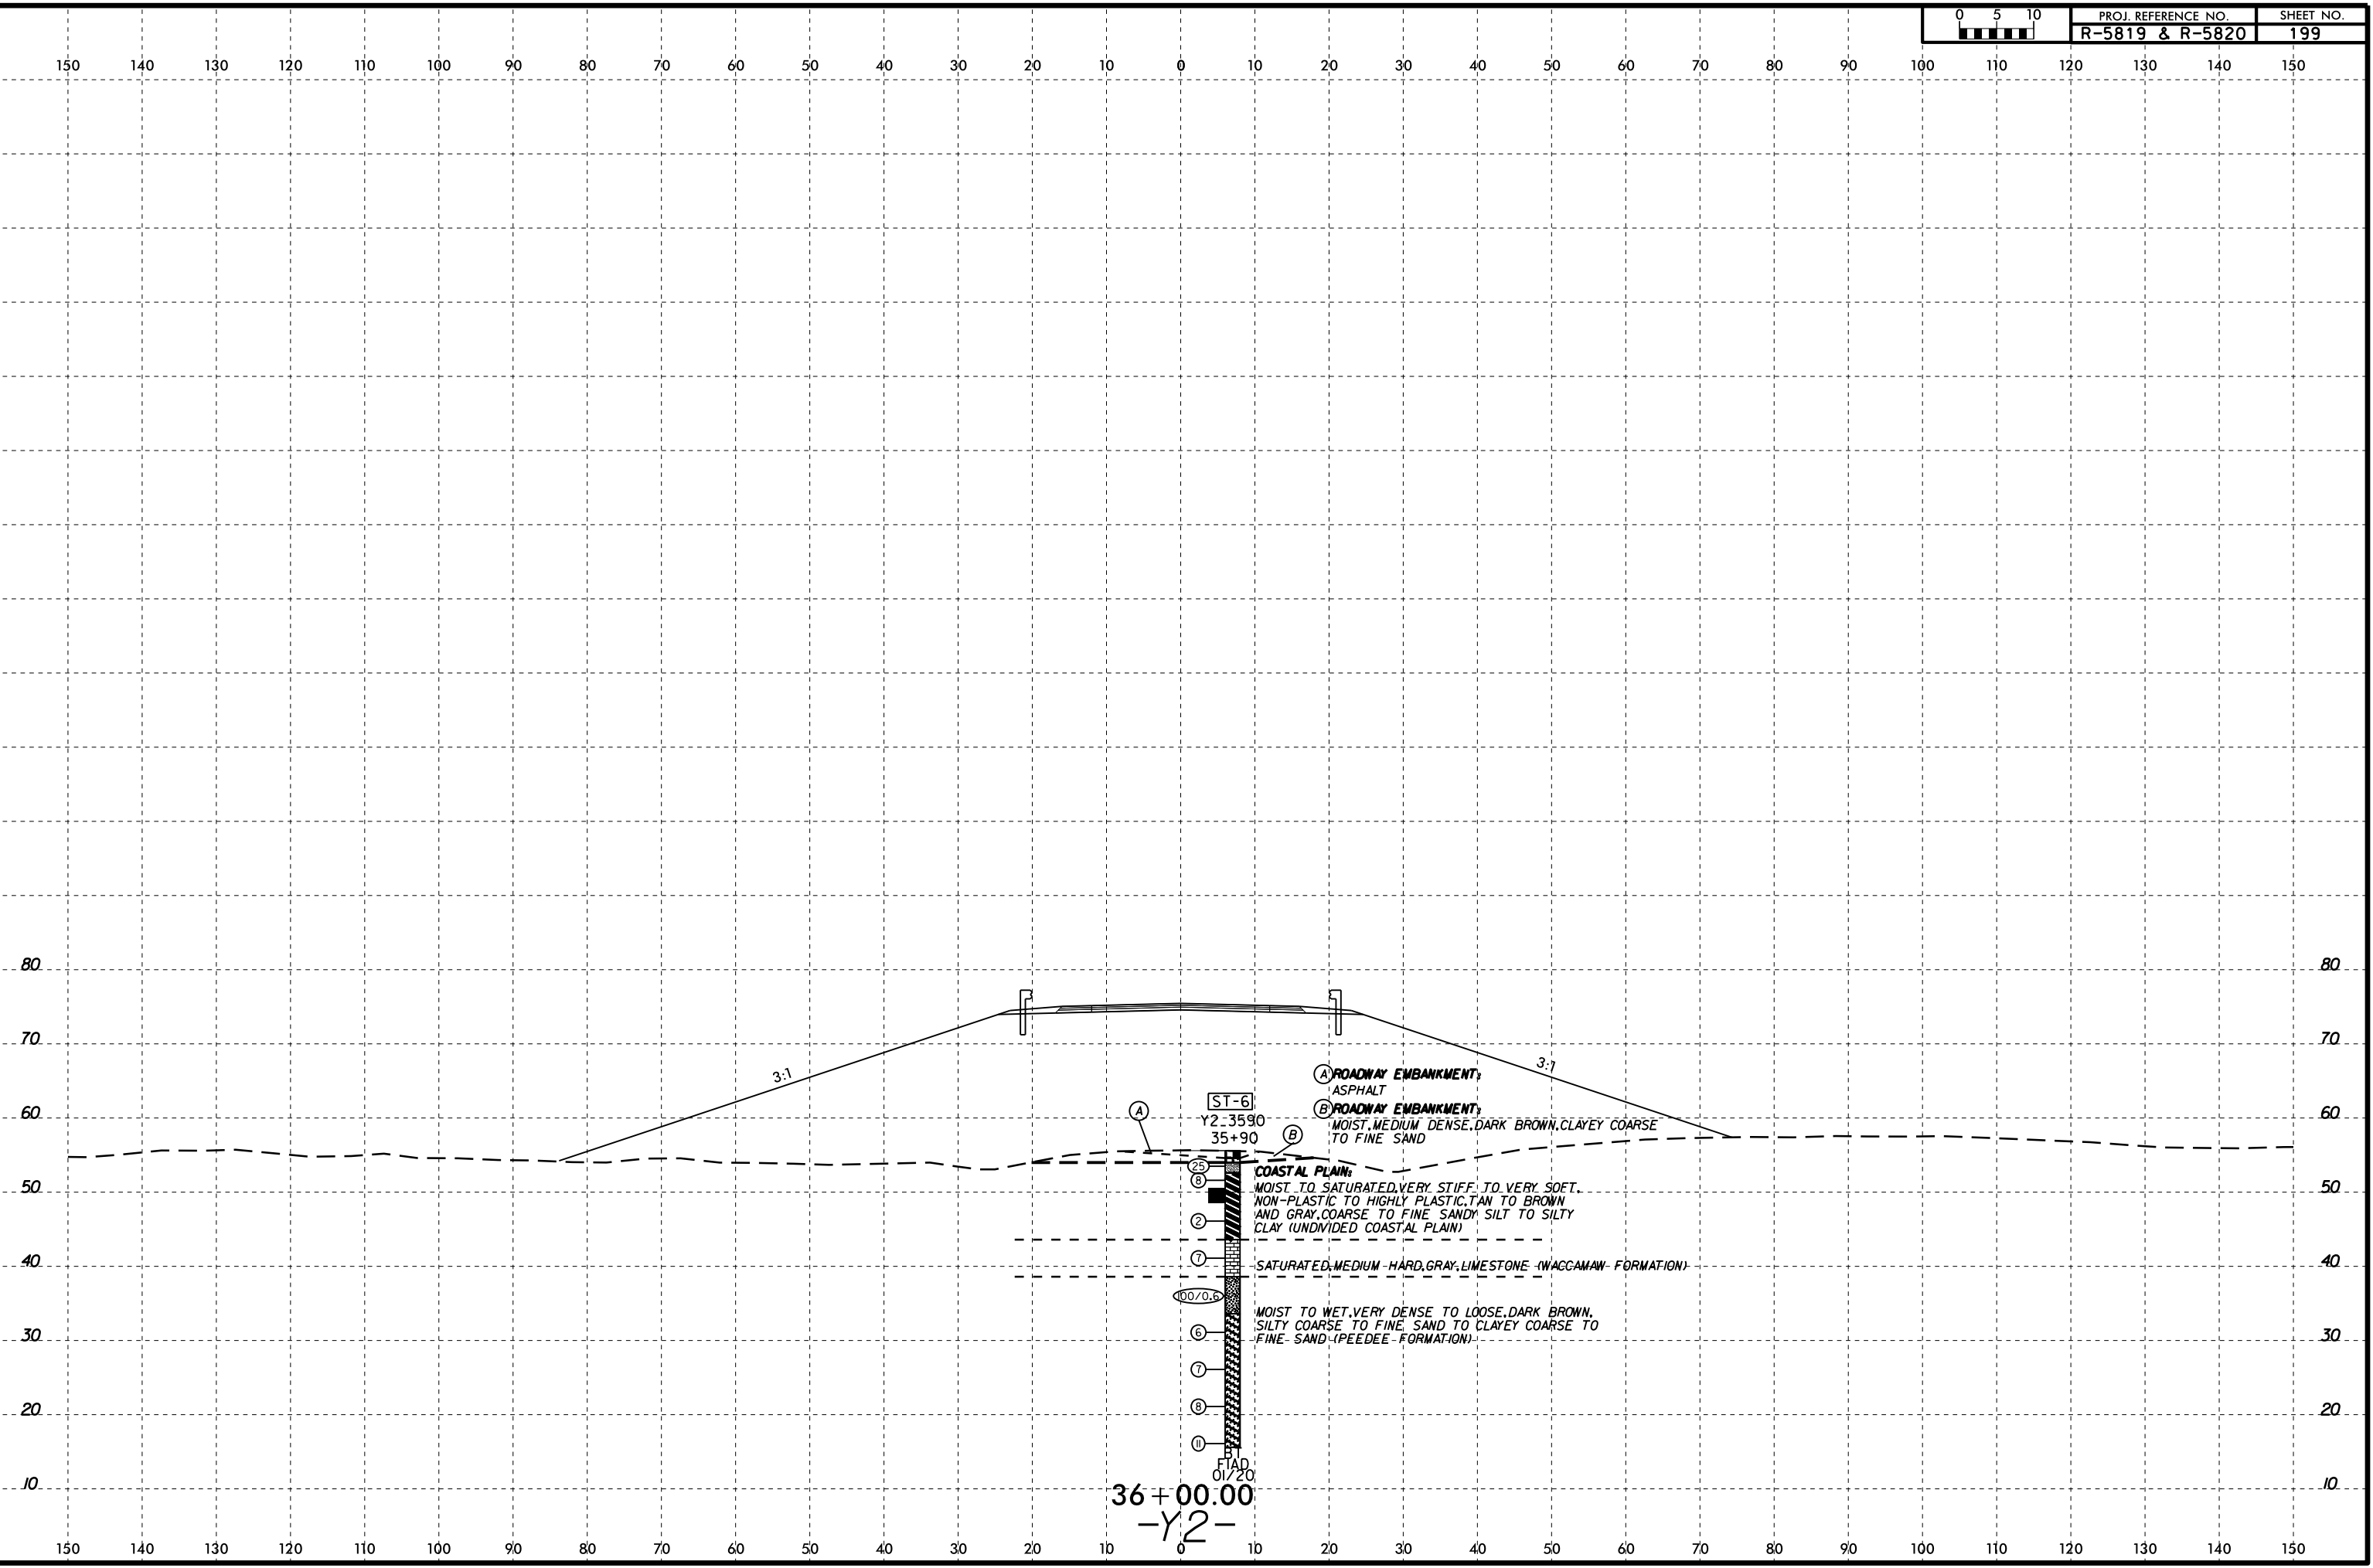 0 5 10
PROJ. REFERENCE NO. SHEET NO.
R-5819 & R-5820 199
150 140 130 120 110 100 90 80 70 60 50 40 30 20 10 0 10 20 30 40 50 60 70 80 90 100 110 120 130 140 150
80 80
70 70
3:1 3:1
A ROADWAY EMBANKMENT:
ASPHALT
60 60
B ROADWAY EMBANKMENT:
MOIST,MEDIUM DENSE,DARK BROWN,CLAYEY COARSE
TO FINE SAND
A
ST-6
Y2_3590
35+90
B
25
COASTAL PLAIN:
8
MOIST TO SATURATED,VERY STIFF TO VERY SOFT,
50 50
NON-PLASTIC TO HIGHLY PLASTIC,TAN TO BROWN
AND GRAY,COARSE TO FINE SANDY SILT TO SILTY
CLAY (UNDIVIDED COASTAL PLAIN)
2
7
40 40
SATURATED,MEDIUM HARD,GRAY,LIMESTONE (WACCAMAW FORMATION)
100/0.6
MOIST TO WET,VERY DENSE TO LOOSE,DARK BROWN,
SILTY COARSE TO FINE SAND TO CLAYEY COARSE TO
FINE SAND (PEEDEE FORMATION)
6
30 30
7
8
20 20
11
BT
FIAD
01/20
10 10
36+00.00
-Y2-
150 140 130 120 110 100 90 80 70 60 50 40 30 20 10 0 10 20 30 40 50 60 70 80 90 100 110 120 130 140 150